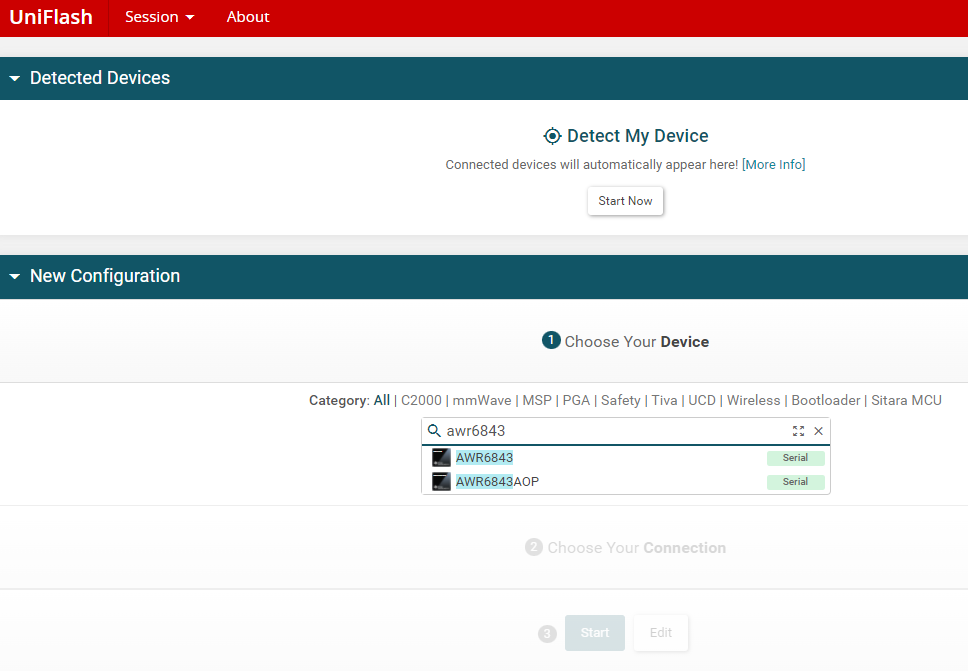 UniFlash Session About
Detected Devices
Detect My Device
Connected devices will automatically appear here! [More Info]
Start Now
New Configuration
1 Choose Your Device
Category: All | C2000 | mmWave | MSP | PGA | Safety | Tiva | UCD | Wireless | Bootloader | Sitara MCU
awr6843
AWR6843 Serial
AWR6843AOP Serial
2 Choose Your Connection
3 Start Edit